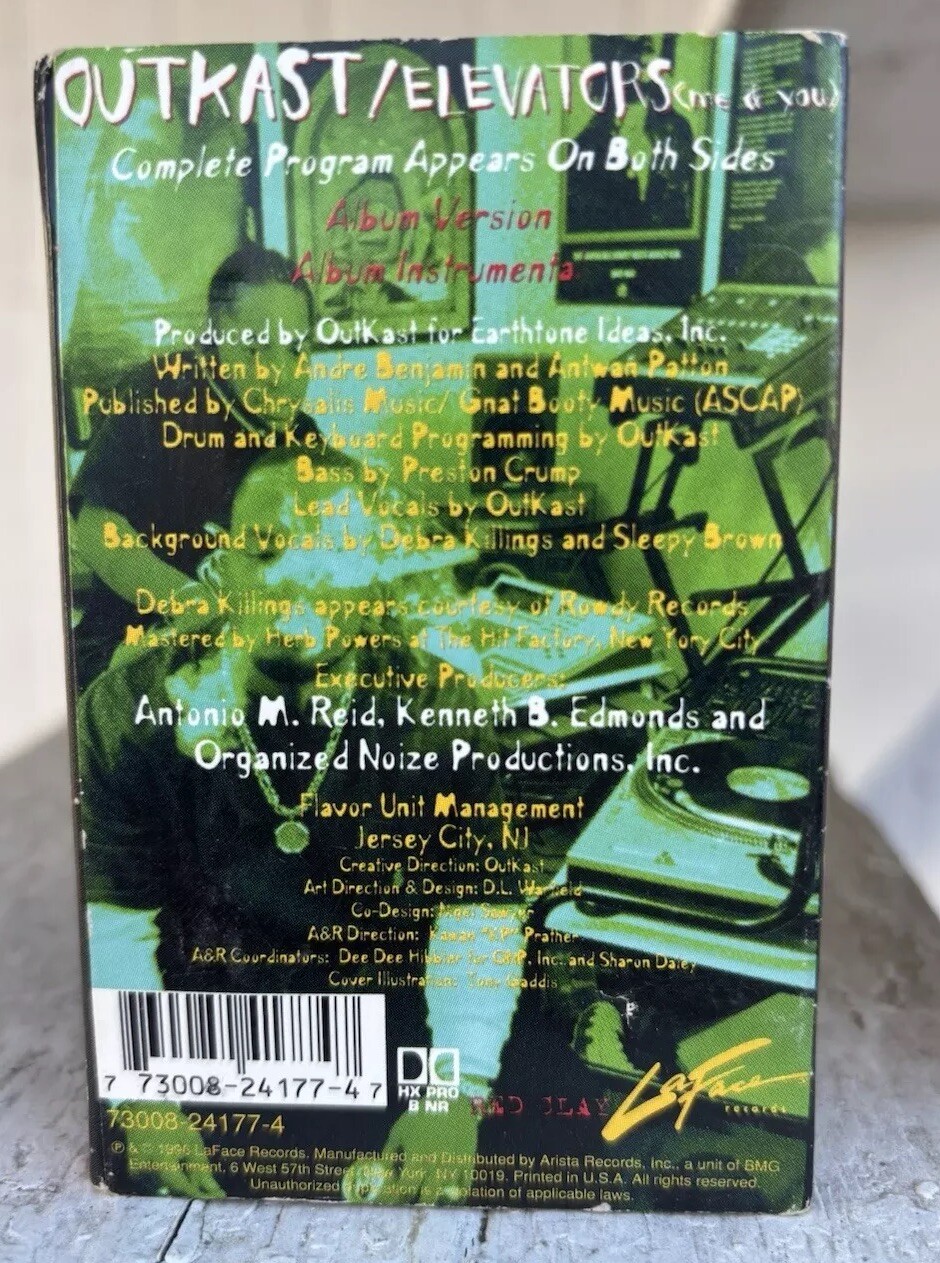 OUTKAST/ELEVATORS(me & you)
Complete Program Appears On Both Sides
Album Version
Album Instrumental
Produced by OutKast for Earthtone Ideas, Inc.
Written by Andre Benjamin and Antwan Patton
Published by Chrysalis Music/ Gnat Booty Music (ASCAP)
Drum and Keyboard Programming by OutKast
Bass by Preston Crump
Lead Vocals by OutKast
Background Vocals by Debra Killings and Sleepy Brown
Debra Killings appears courtesy of Rowdy Records
Mastered by Herb Powers at The Hit Factory, New York City
Executive Producers:
Antonio M. Reid, Kenneth B. Edmonds and
Organized Noize Productions, Inc.
Flavor Unit Management
Jersey City, NJ
Creative Direction: OutKast
Art Direction & Design: D.L. Warfield
Co-Design:
A&R Direction: "KP" Prather
A&R Coordinators: Dee Dee Inc. and Sharon Daley
Cover Illustration: Tom Gaddis
7 73008-24177-4 7
HX PRO
B NR
RED CLAY
LaFace
records
73008-24177-4
℗ & © 1996 LaFace Records. Manufactured and Distributed by Arista Records, Inc., a unit of BMG
Entertainment, 6 West 57th Street, New York, NY 10019. Printed in U.S.A. All rights reserved.
Unauthorized duplication is a violation of applicable laws.